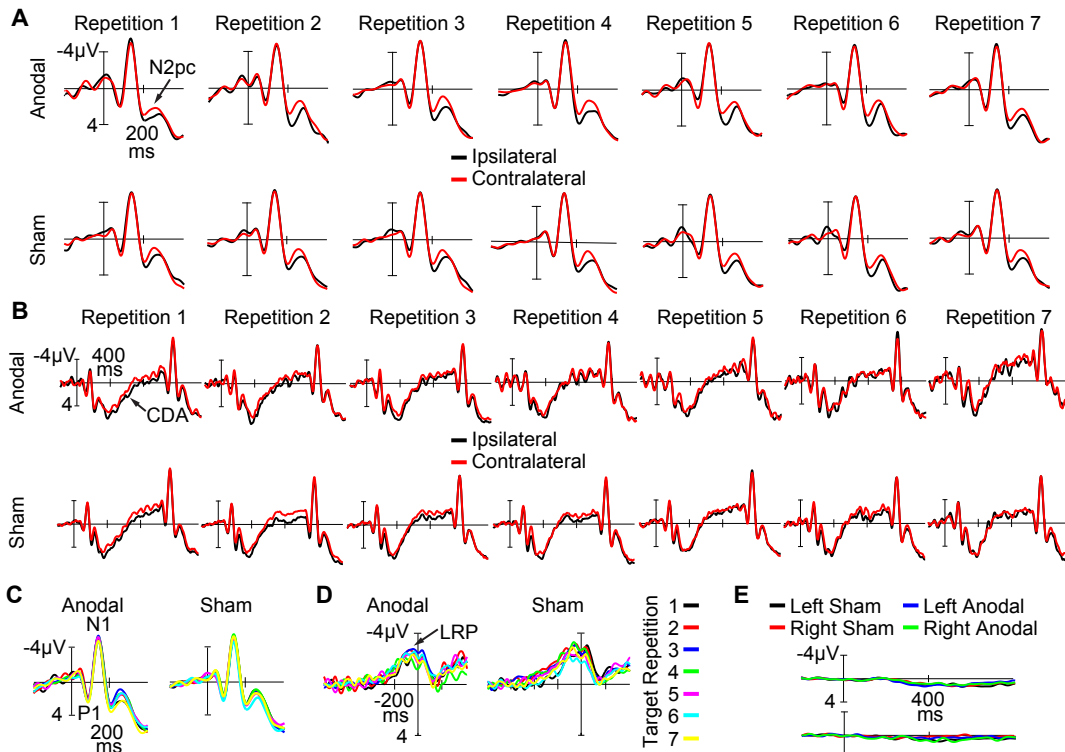 A
Repetition 1 Repetition 2 Repetition 3 Repetition 4 Repetition 5 Repetition 6 Repetition 7
Anodal
-4µV
N2pc
4
200
ms
Ipsilateral
Contralateral
Sham
B
Repetition 1 Repetition 2 Repetition 3 Repetition 4 Repetition 5 Repetition 6 Repetition 7
Anodal
-4µV
400
ms
4
CDA
Ipsilateral
Contralateral
Sham
C
Anodal Sham
N1
-4µV
P1
4
200
ms
D
Anodal Sham
-4µV
LRP
-200
ms
4
Target Repetition
1
2
3
4
5
6
7
E
Left Sham Left Anodal
Right Sham Right Anodal
-4µV
4
400
ms